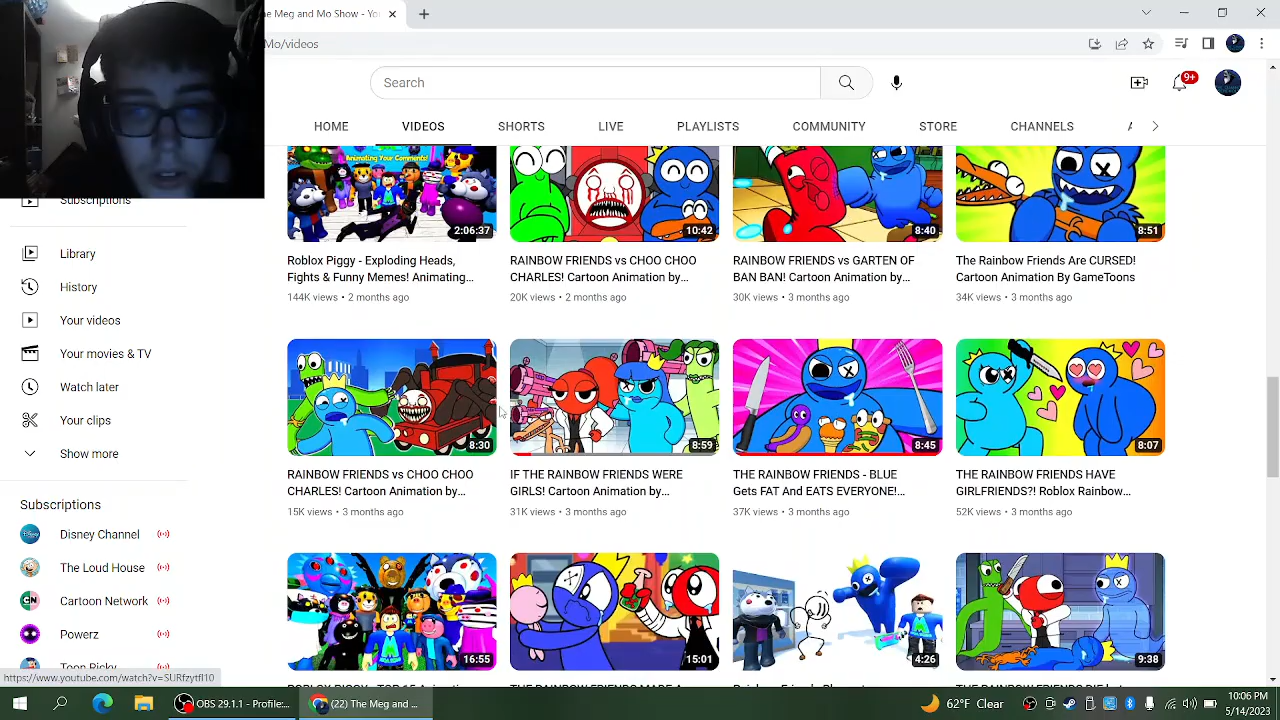 he Meg and Mo Show - Yo
Mo/videos
Search
9+
HOME
VIDEOS
SHORTS
LIVE
PLAYLISTS
COMMUNITY
STORE
CHANNELS
Subscriptions
Library
History
Your videos
Your movies & TV
Watch later
Your clips
Show more
Subscriptions
Disney Channel
The Loud House
Cartoon Network
Powerz
Toon Ricky
Animating Your Comments!
2:06:37
10:42
8:40
8:51
Roblox Piggy - Exploding Heads,
Fights & Funny Memes! Animating...
144K views • 2 months ago
RAINBOW FRIENDS vs CHOO CHOO
CHARLES! Cartoon Animation by...
20K views • 2 months ago
RAINBOW FRIENDS vs GARTEN OF
BAN BAN! Cartoon Animation by...
30K views • 3 months ago
The Rainbow Friends Are CURSED!
Cartoon Animation By GameToons
34K views • 3 months ago
8:30
8:59
8:45
8:07
RAINBOW FRIENDS vs CHOO CHOO
CHARLES! Cartoon Animation by...
15K views • 3 months ago
IF THE RAINBOW FRIENDS WERE
GIRLS! Cartoon Animation by...
31K views • 3 months ago
THE RAINBOW FRIENDS - BLUE
Gets FAT And EATS EVERYONE!...
37K views • 3 months ago
THE RAINBOW FRIENDS HAVE
GIRLFRIENDS?! Roblox Rainbow...
52K views • 3 months ago
16:55
15:01
4:26
9:38
https://www.youtube.com/watch?v=SURfzytfI10
OBS 29.1.1 - Profile:...
(22) The Meg and ...
62°F Clear
10:06 PM
5/14/2023